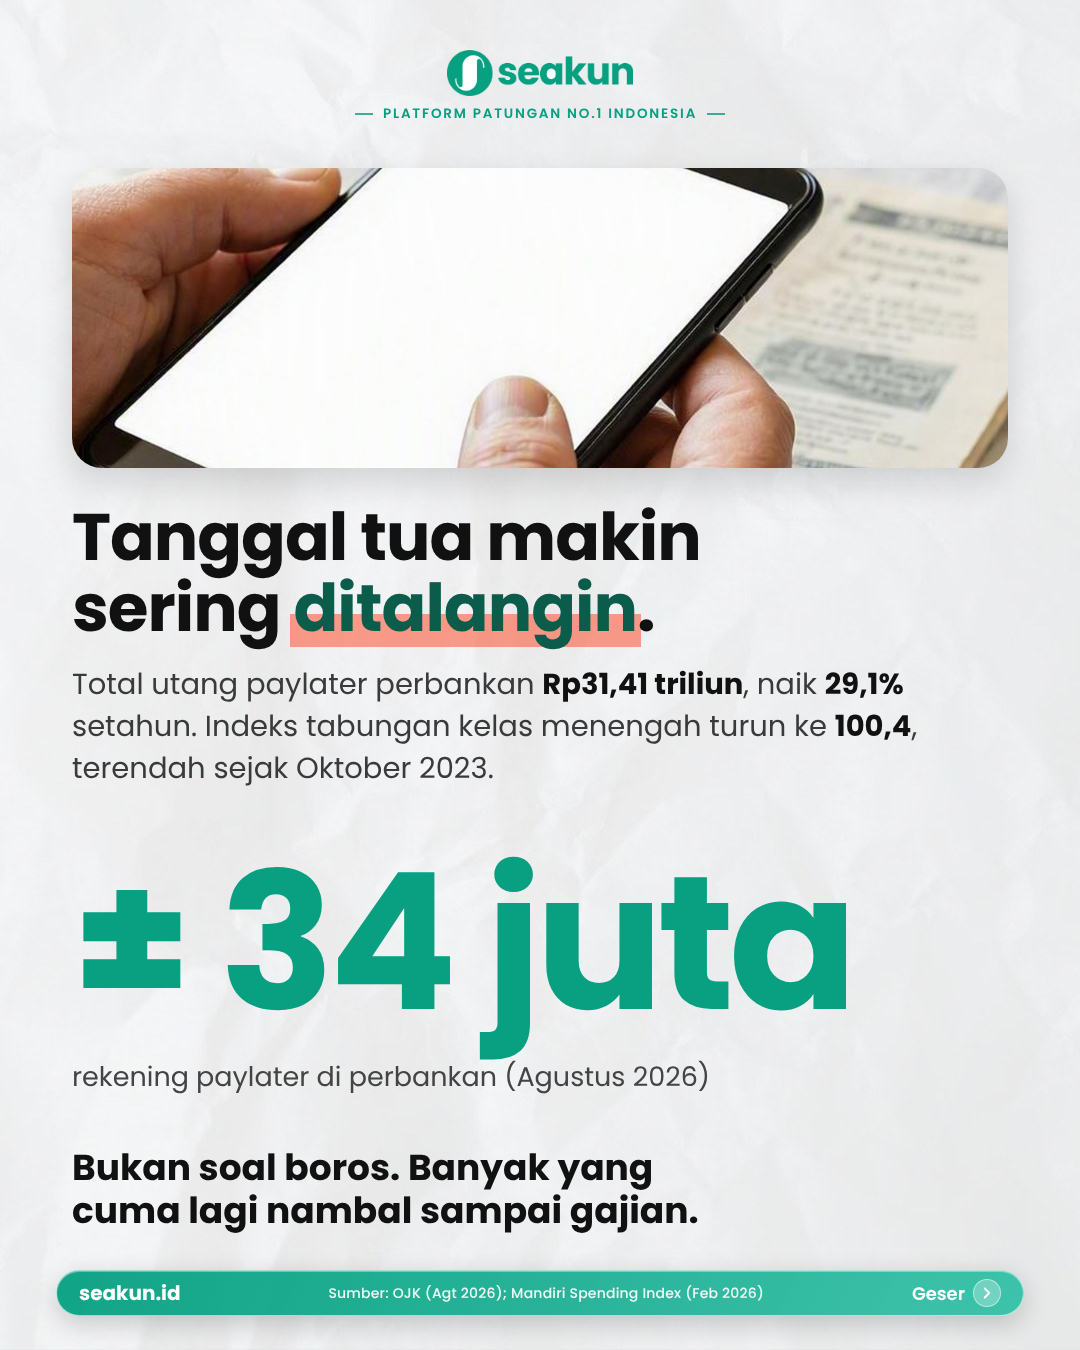 seakun
PLATFORM PATUNGAN NO.1 INDONESIA
Tanggal tua makin
sering ditalangin.
Total utang paylater perbankan Rp31,41 triliun, naik 29,1%
setahun. Indeks tabungan kelas menengah turun ke 100,4,
terendah sejak Oktober 2023.
± 34 juta
rekening paylater di perbankan (Agustus 2026)
Bukan soal boros. Banyak yang
cuma lagi nambal sampai gajian.
seakun.id
Sumber: OJK (Agt 2026); Mandiri Spending Index (Feb 2026)
Geser